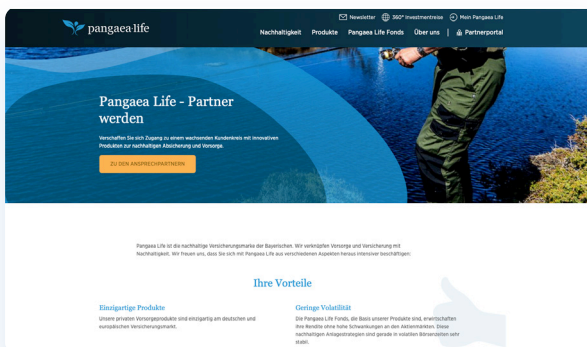 Newsletter 360° Investmentreise Mein Pangaea Life
pangaea·life
Nachhaltigkeit Produkte Pangaea Life Fonds Über uns | Partnerportal
Pangaea Life - Partner
werden
Verschaffen Sie sich Zugang zu einem wachsenden Kundenkreis mit innovativen
Produkten zur nachhaltigen Absicherung und Vorsorge.
ZU DEN ANSPRECHPARTNERN
Pangaea Life ist die nachhaltige Versicherungsmarke der Bayerischen. Wir verknüpfen Vorsorge und Versicherung mit
Nachhaltigkeit. Wir freuen uns, dass Sie sich mit Pangaea Life aus verschiedenen Aspekten heraus intensiver beschäftigen.
Ihre Vorteile
Einzigartige Produkte
Unsere privaten Vorsorgeprodukte sind einzigartig am deutschen und
europäischen Versicherungsmarkt.
Geringe Volatilität
Die Pangaea Life Fonds, die Basis unserer Produkte sind, erwirtschaften
ihre Rendite ohne hohe Schwankungen an den Aktienmärkten. Diese
nachhaltigen Anlagestrategien sind gerade in volatilen Börsenzeiten sehr
stabil.